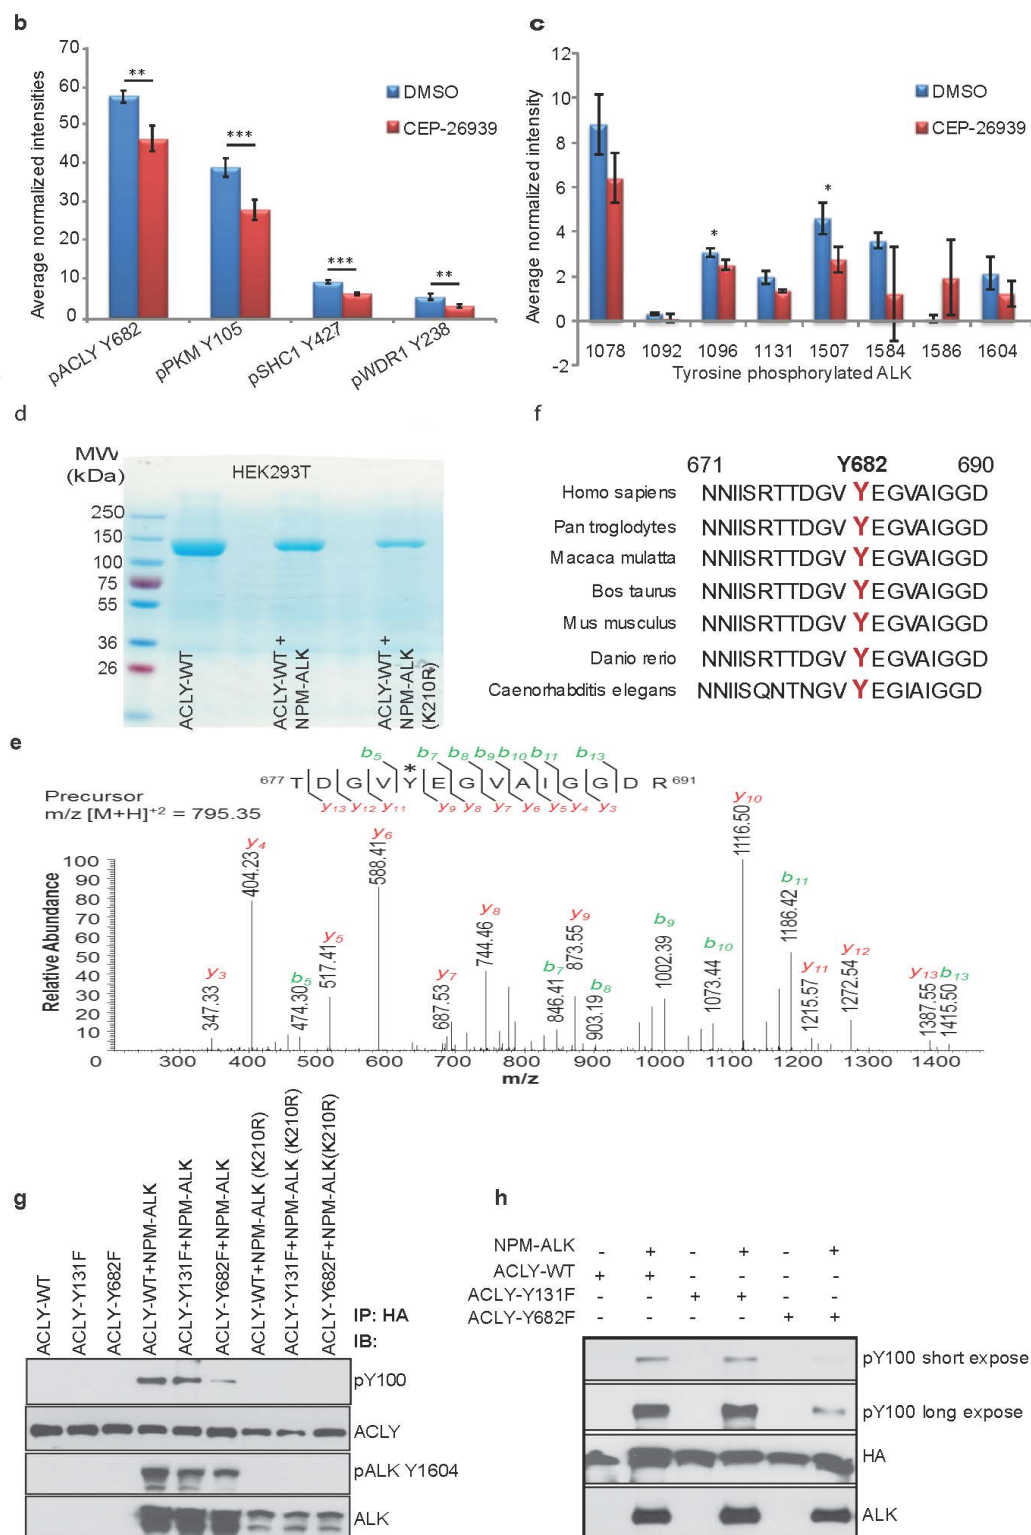 b
70
60
50
40
30
20
10
0
Average normalized intensities
**
***
***
**
DMSO
CEP-26939
pACLY Y682
pPKM Y105
pSHC1 Y427
pWDR1 Y238
c
12
10
8
6
4
2
0
-2
Average normalized intensity
*
*
DMSO
CEP-26939
1078 1092 1096 1131 1507 1584 1586 1604
Tyrosine phosphorylated ALK
d
MW
(kDa)
HEK293T
250
150
100
75
55
36
26
ACLY-WT
ACLY-WT +
NPM-ALK
ACLY-WT +
NPM-ALK
(K210R)
f
671 Y682 690
Homo sapiens NNIISRTTDGV Y EGVAIGGD
Pan troglodytes NNIISRTTDGV Y EGVAIGGD
Macaca mulatta NNIISRTTDGV Y EGVAIGGD
Bos taurus NNIISRTTDGV Y EGVAIGGD
Mus musculus NNIISRTTDGV Y EGVAIGGD
Danio rerio NNIISRTTDGV Y EGVAIGGD
Caenorhabditis elegans NNIISQNTNGV Y EGIAIGGD
e
b5 * b7 b8 b9 b10 b11 b13
677 T D G V Y E G V A I G G D R 691
y13 y12 y11 y9 y8 y7 y6 y5 y4 y3
Precursor
m/z [M+H]+2 = 795.35
Relative Abundance
100
90
80
70
60
50
40
30
20
10
0
y3
347.33
y4
404.23
b5
474.30
y5
517.41
y6
588.41
y7
687.53
y8
744.46
b7
846.41
y9
873.55
b8
903.19
b9
1002.39
b10
1073.44
y10
1116.50
b11
1186.42
y11
1215.57
y12
1272.54
y13
1387.55
b13
1415.50
300 400 500 600 700 800 900 1000 1100 1200 1300 1400
m/z
g
ACLY-WT
ACLY-Y131F
ACLY-Y682F
ACLY-WT+NPM-ALK
ACLY-Y131F+NPM-ALK
ACLY-Y682F+NPM-ALK
ACLY-WT+NPM-ALK (K210R)
ACLY-Y131F+NPM-ALK (K210R)
ACLY-Y682F+NPM-ALK(K210R)
IP: HA
IB:
pY100
ACLY
pALK Y1604
ALK
h
NPM-ALK - + - + - +
ACLY-WT + + - - - -
ACLY-Y131F - - + + - -
ACLY-Y682F - - - - + +
pY100 short expose
pY100 long expose
HA
ALK